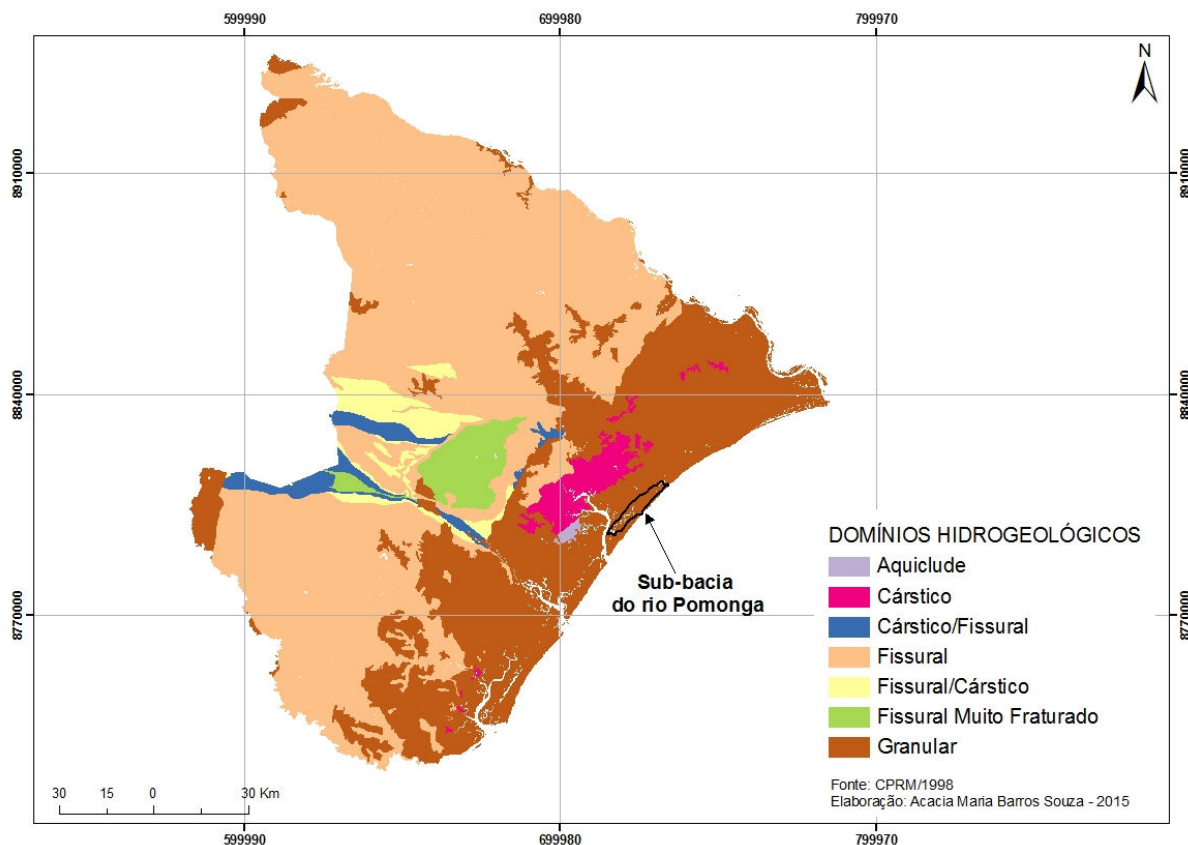 599990
699980
799970
N
8910000
8910000
8840000
8840000
8770000
8770000
Sub-bacia
do rio Pomonga
DOMÍNIOS HIDROGEOLÓGICOS
Aquiclude
Cárstico
Cárstico/Fissural
Fissural
Fissural/Cárstico
Fissural Muito Fraturado
Granular
Fonte: CPRM/1998
Elaboração: Acacia Maria Barros Souza - 2015
30 15 0 30 Km
599990
699980
799970